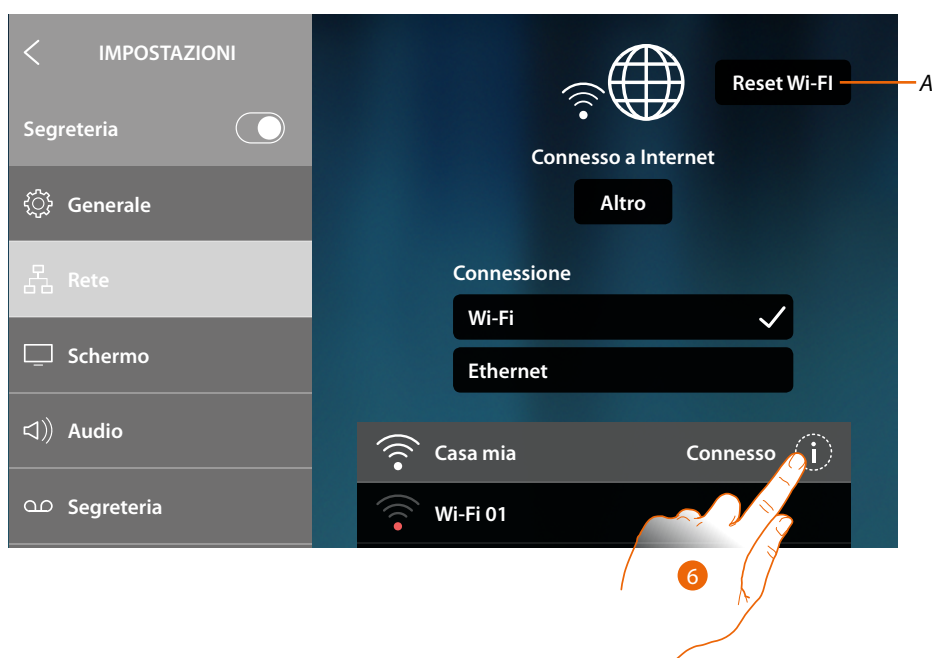 IMPOSTAZIONI
Segreteria
Generale
Rete
Schermo
Audio
Segreteria
Reset Wi-FI
A
Connesso a Internet
Altro
Connessione
Wi-Fi
Ethernet
Casa mia Connesso i
Wi-Fi 01
6